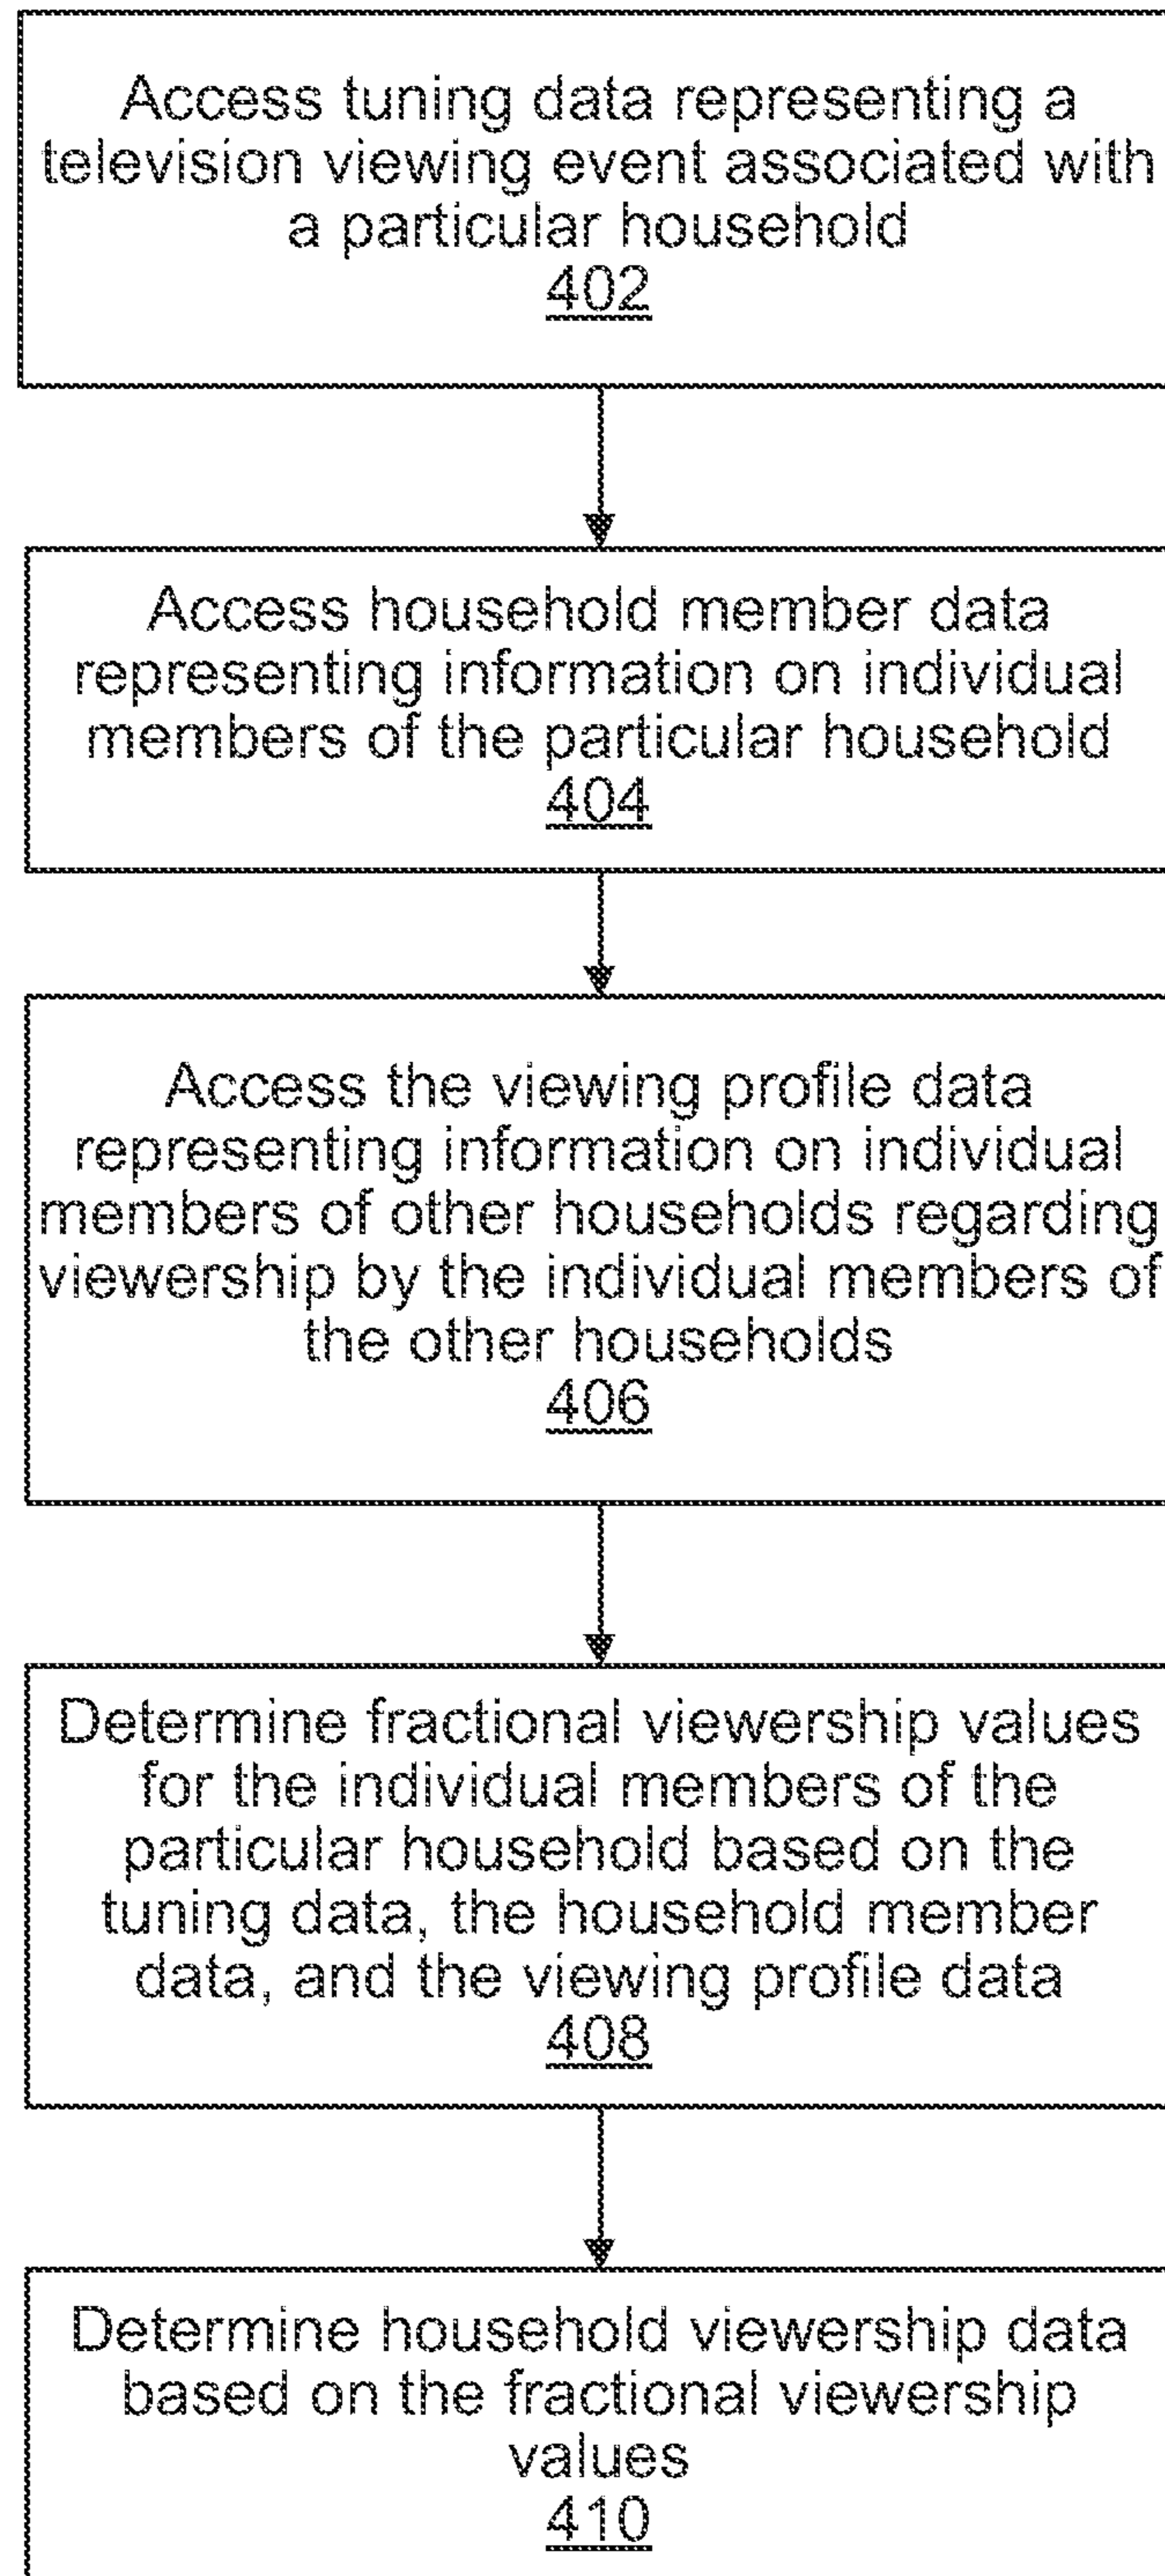 Access tuning data representing a
television viewing event associated with
a particular household
402
Access household member data
representing information on individual
members of the particular household
404
Access the viewing profile data
representing information on individual
members of other households regarding
viewership by the individual members of
the other households
406
Determine fractional viewership values
for the individual members of the
particular household based on the
tuning data, the household member
data, and the viewing profile data
408
Determine household viewership data
based on the fractional viewership
values
410